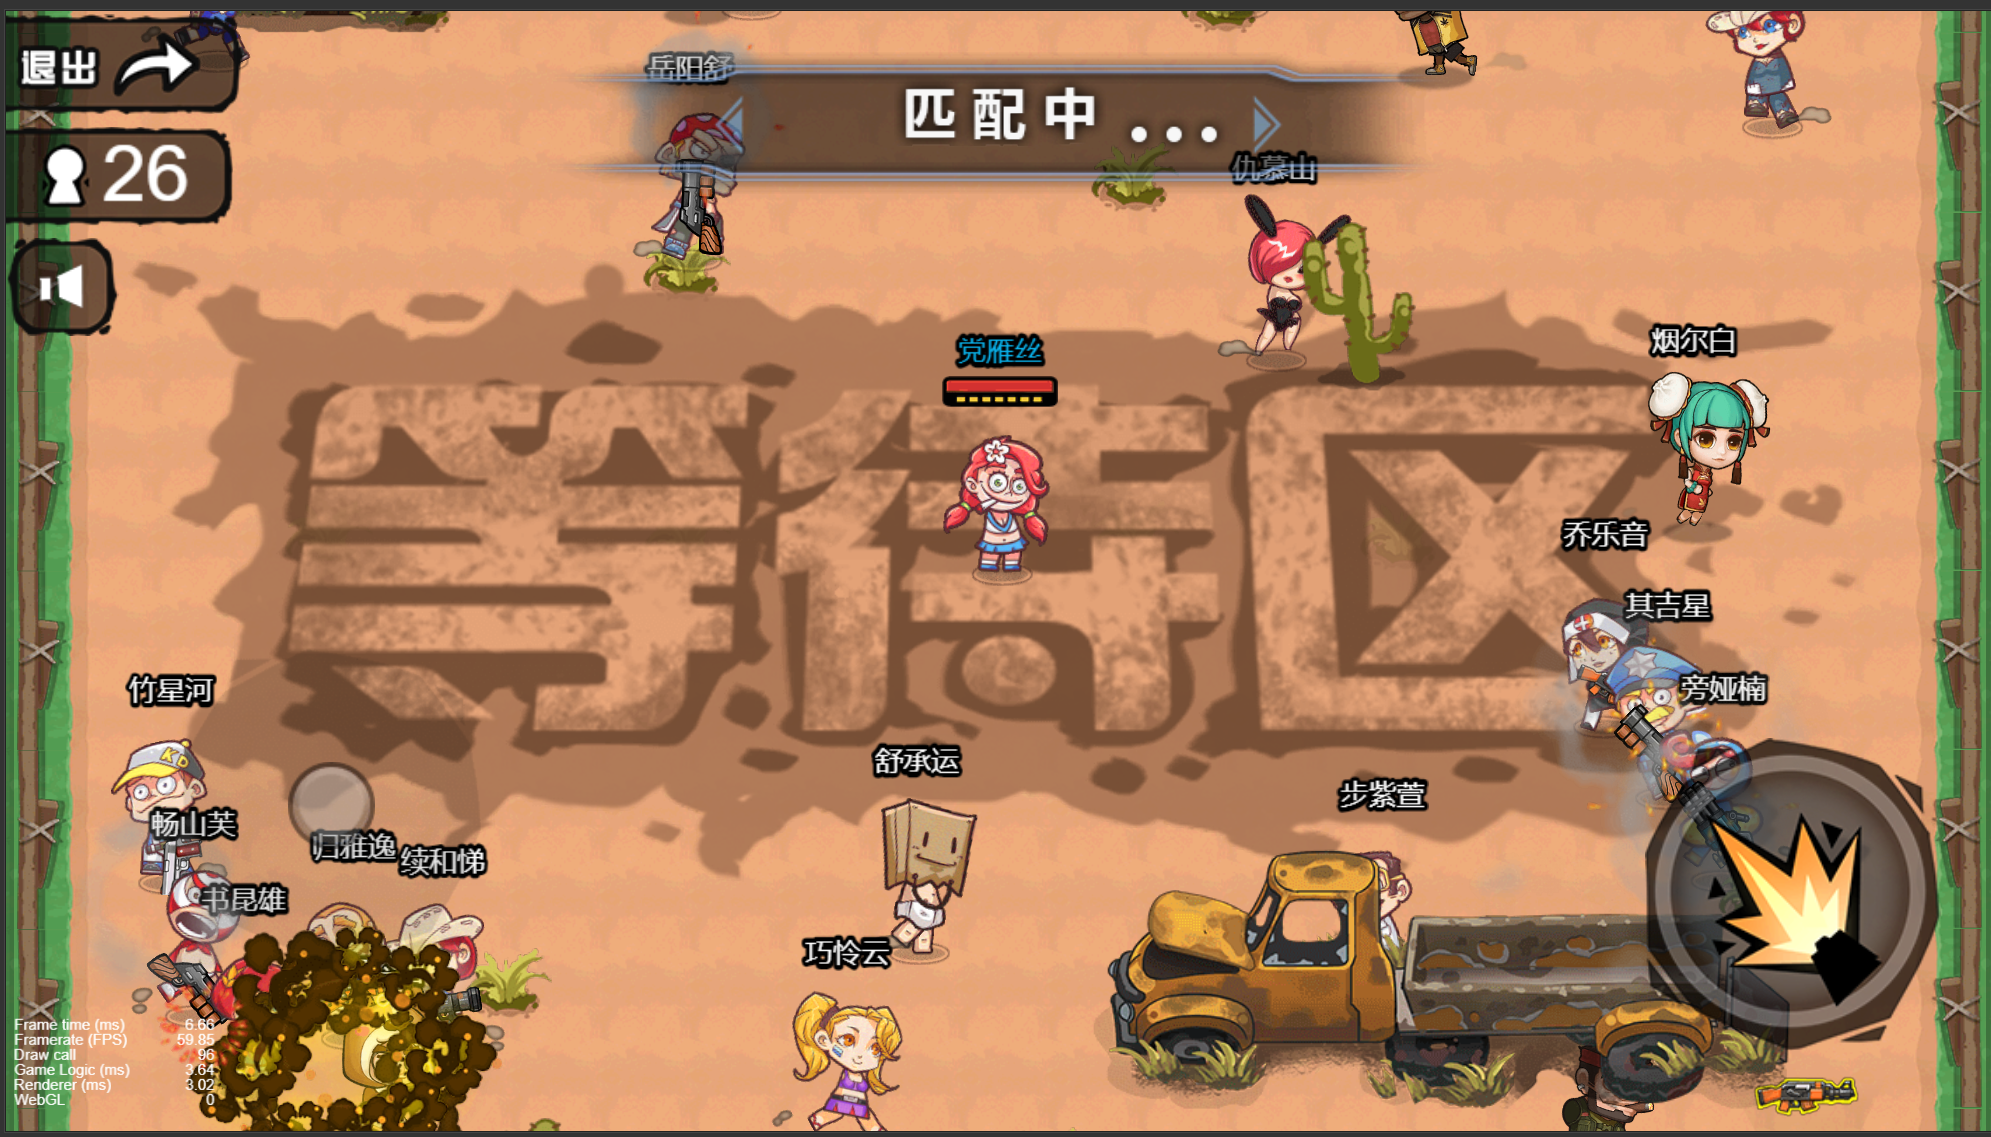 退出
岳阳舒
匹配中...
26
仇慕山
党雁丝
烟尔白
等待区
乔乐音
其吉星
竹星河
旁娅楠
舒承运
步紫萱
畅山芙
归雅逸
续和悌
书昆雄
巧怜云
Frame time (ms) 6.66
Framerate (FPS) 59.85
Draw call 96
Game Logic (ms) 3.64
Renderer (ms) 3.02
WebGL 0